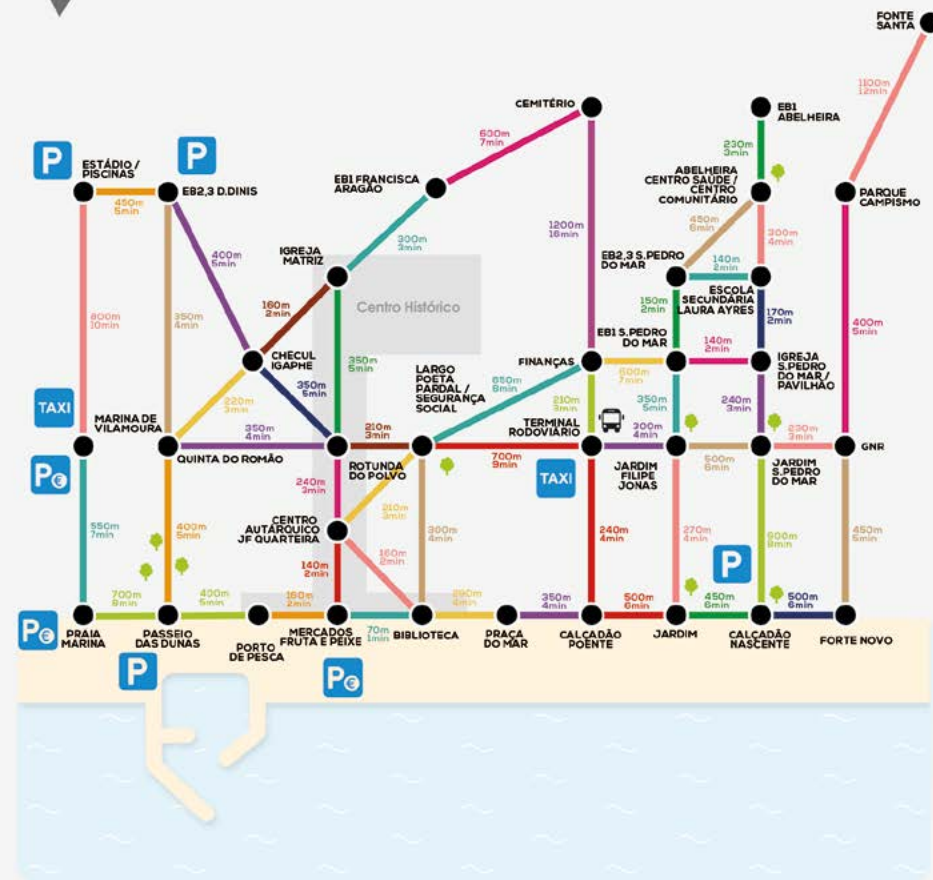 FONTE
SANTA
1100m
12min
CEMITÉRIO
EB1
ABELHEIRA
600m
7min
230m
3min
P
P
ESTÁDIO /
PISCINAS
EB2,3 D.DINIS
450m
5min
EB1 FRANCISCA
ARAGÃO
ABELHEIRA
CENTRO SAÚDE /
CENTRO
COMUNITÁRIO
PARQUE
CAMPISMO
400m
5min
IGREJA
MATRIZ
300m
3min
1200m
16min
450m
6min
300m
4min
EB2,3 S.PEDRO
DO MAR
140m
2min
ESCOLA
SECUNDÁRIA
LAURA AYRES
160m
2min
Centro Histórico
800m
10min
350m
4min
150m
2min
170m
2min
400m
5min
EB1 S.PEDRO
DO MAR
140m
2min
CHECUL
IGAPHE
350m
5min
LARGO
POETA
PARDAL /
SEGURANÇA
SOCIAL
FINANÇAS
600m
7min
IGREJA
S.PEDRO
DO MAR /
PAVILHÃO
650m
8min
220m
3min
350m
5min
210m
3min
350m
5min
240m
3min
TAXI
MARINA DE
VILAMOURA
350m
4min
210m
3min
TERMINAL
RODOVIÁRIO
300m
4min
230m
3min
GNR
P€
QUINTA DO ROMÃO
ROTUNDA
DO POLVO
700m
9min
TAXI
JARDIM
FILIPE
JONAS
500m
6min
JARDIM
S.PEDRO
DO MAR
240m
3min
210m
3min
CENTRO
AUTÁRQUICO
JF QUARTEIRA
550m
7min
400m
5min
300m
4min
240m
4min
270m
4min
600m
8min
450m
5min
160m
2min
140m
2min
P
700m
8min
400m
5min
160m
2min
70m
1min
4min
350m
4min
500m
6min
450m
6min
500m
6min
P€
PRAIA
MARINA
PASSEIO
DAS DUNAS
PORTO
DE PESCA
MERCADOS
FRUTA E PEIXE
BIBLIOTECA
PRAÇA
DO MAR
CALÇADÃO
POENTE
JARDIM
CALÇADÃO
NASCENTE
FORTE NOVO
P
P€